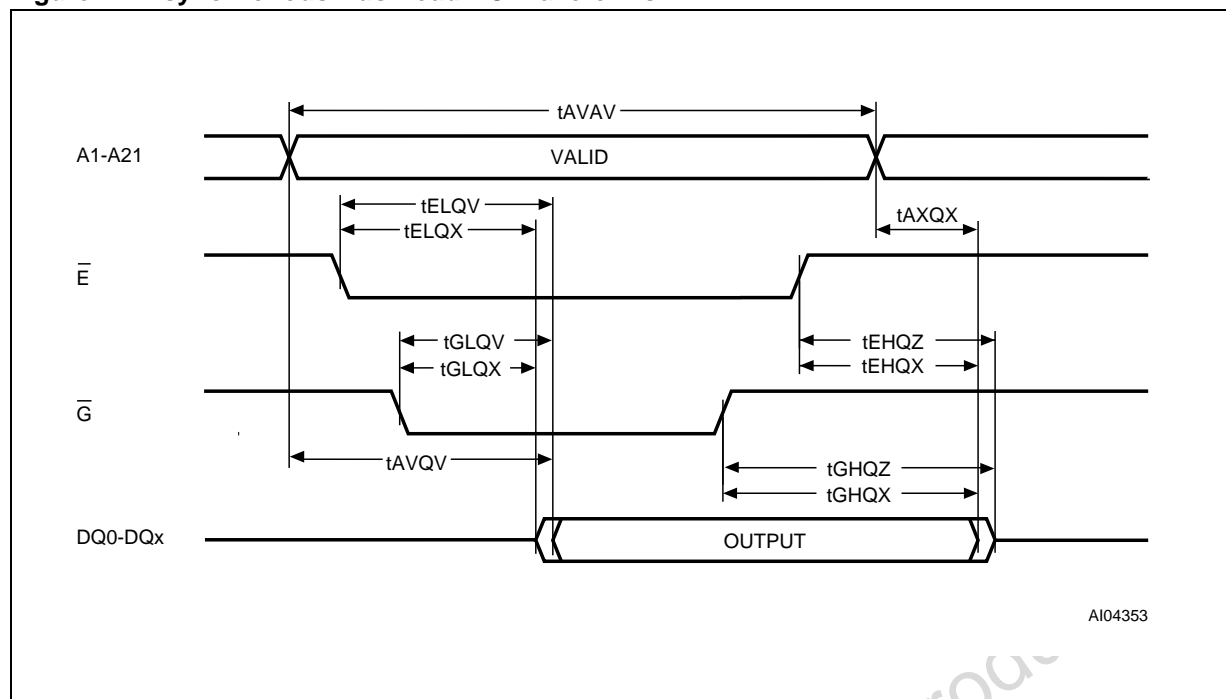 tAVAV
A1-A21
VALID
tELQV
tAXQX
tELQX
E
tGLQV
tEHQZ
tGLQX
tEHQX
G
tAVQV
tGHQZ
tGHQX
DQ0-DQx
OUTPUT
AI04353